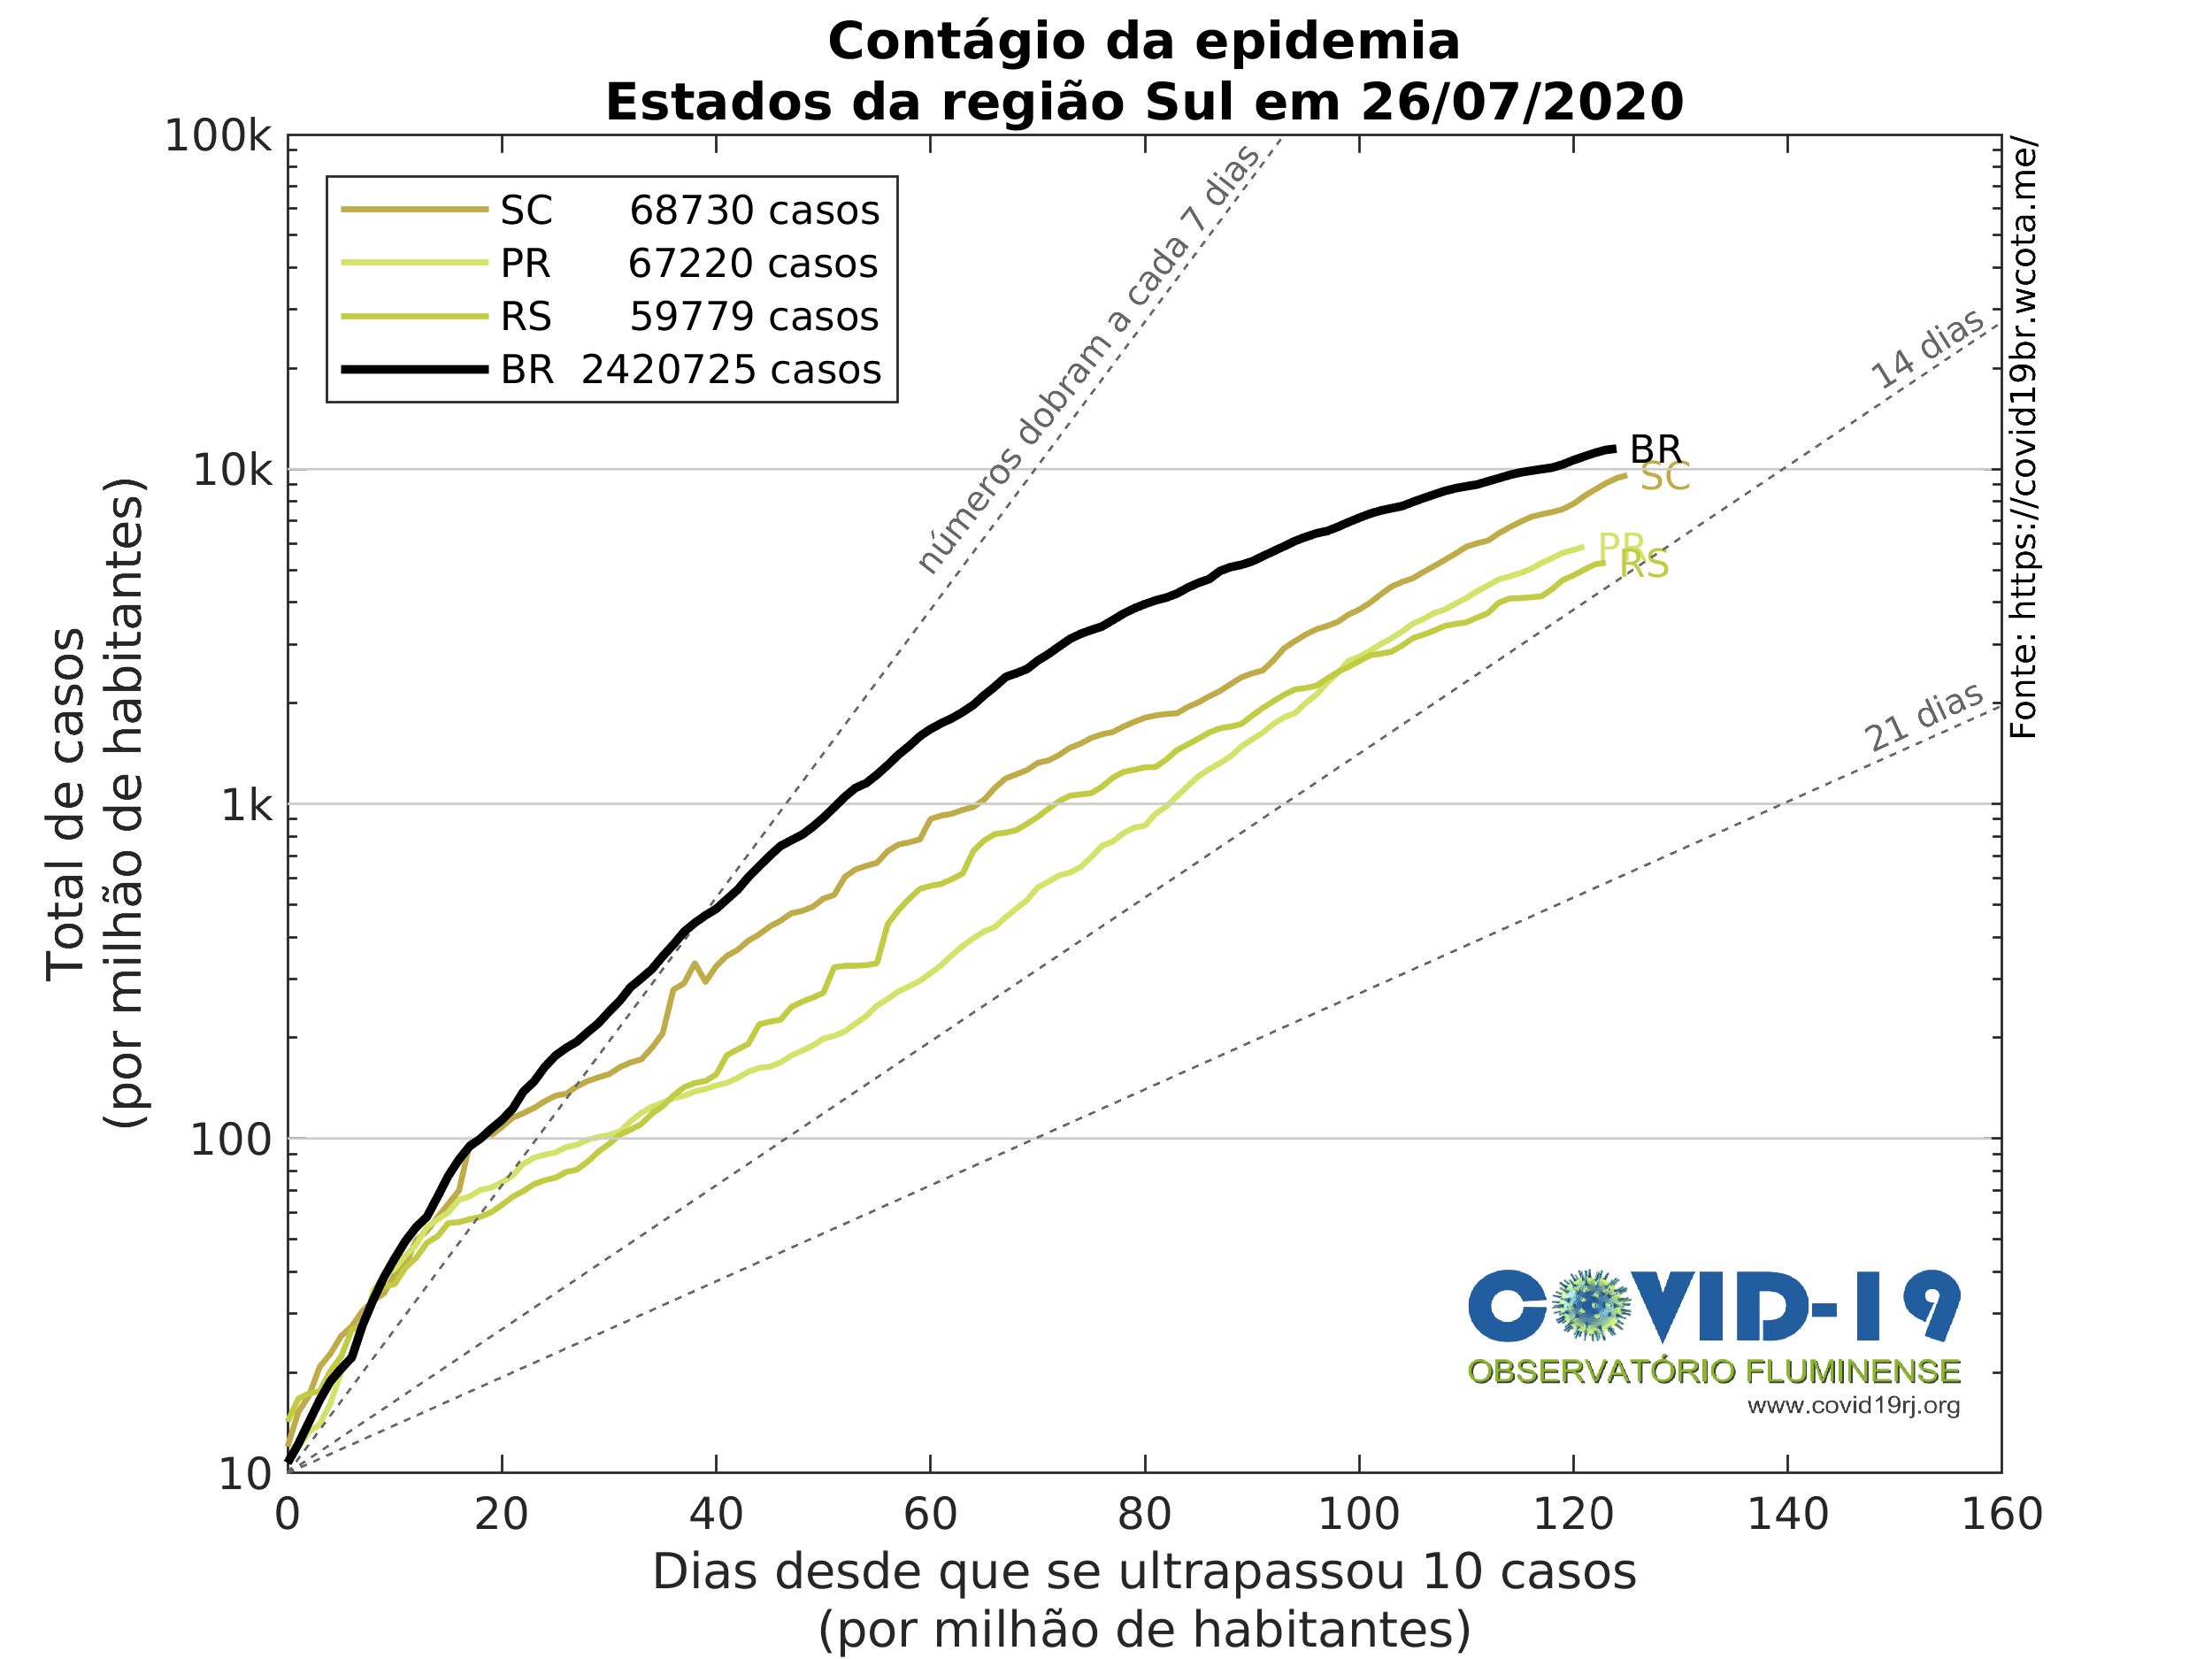 Contágio da epidemia
Estados da região Sul em 26/07/2020
100k
10k
1k
100
10
Total de casos
(por milhão de habitantes)
SC 68730 casos
PR 67220 casos
RS 59779 casos
BR 2420725 casos
números dobram a cada 7 dias
14 dias
21 dias
BR
SC
PR
RS
Fonte: https://covid19br.wcota.me/
COVID-19
OBSERVATÓRIO FLUMINENSE
www.covid19rj.org
0 20 40 60 80 100 120 140 160
Dias desde que se ultrapassou 10 casos
(por milhão de habitantes)